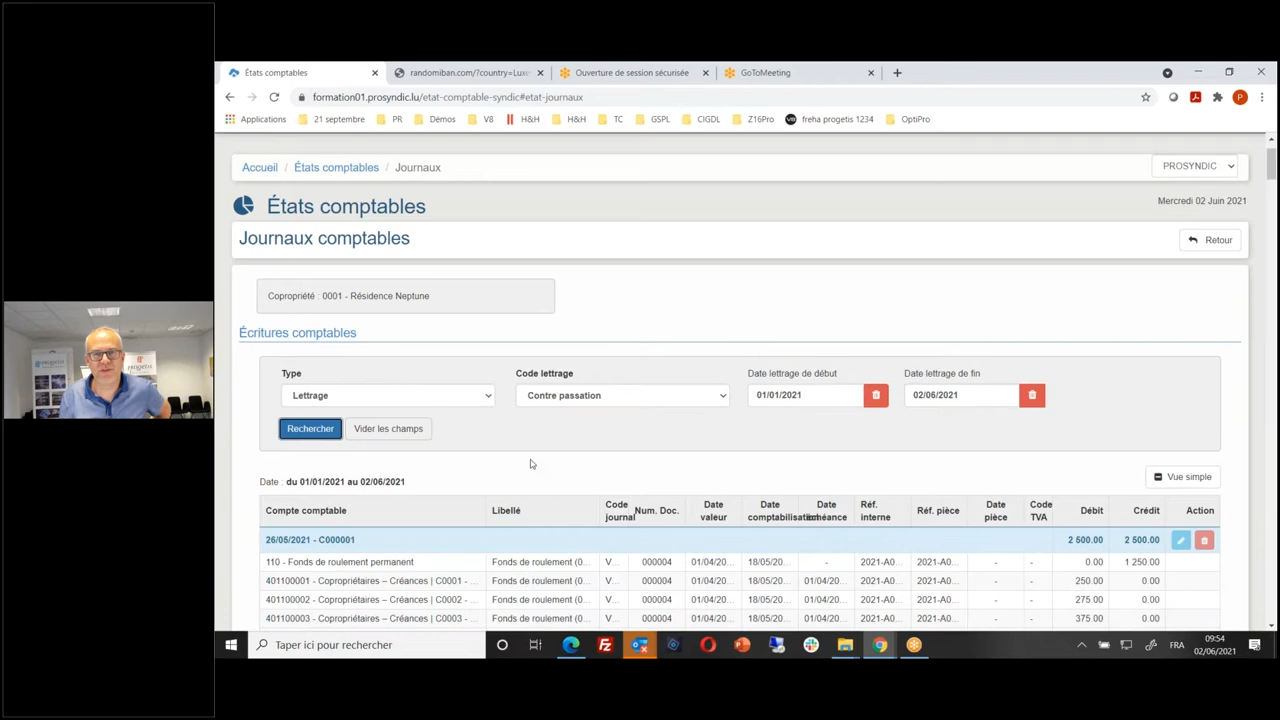 États comptables
randomiban.com/?country=Luxe
Ouverture de session sécurisée
GoToMeeting
formation01.prosyndic.lu/etat-comptable-syndic#etat-journaux
Applications 21 septembre PR Démos V8 H&H H&H TC GSPL CIGDL Z16Pro freha progetis 1234 OptiPro
Accueil / États comptables / Journaux
PROSYNDIC
États comptables
Mercredi 02 Juin 2021
Journaux comptables
Retour
Copropriété : 0001 - Résidence Neptune
Écritures comptables
Type Code lettrage Date lettrage de début Date lettrage de fin
Lettrage Contre passation 01/01/2021 02/06/2021
Rechercher Vider les champs
Date : du 01/01/2021 au 02/06/2021
Vue simple
Compte comptable Libellé Code journal Num. Doc. Date valeur Date comptabilisation Date échéance Réf. interne Réf. pièce Date pièce Code TVA Débit Crédit Action
26/05/2021 - C000001 2 500.00 2 500.00
110 - Fonds de roulement permanent Fonds de roulement (0... V... 000004 01/04/20... 18/05/20... - 2021-A0... 2021-A0... - - 0.00 1 250.00
401100001 - Copropriétaires – Créances | C0001 - ... Fonds de roulement (0... V... 000004 01/04/20... 18/05/20... 01/04/20... 2021-A0... 2021-A0... - - 250.00 0.00
401100002 - Copropriétaires – Créances | C0002 - ... Fonds de roulement (0... V... 000004 01/04/20... 18/05/20... 01/04/20... 2021-A0... 2021-A0... - - 275.00 0.00
401100003 - Copropriétaires – Créances | C0003 - ... Fonds de roulement (0... V... 000004 01/04/20... 18/05/20... 01/04/20... 2021-A0... 2021-A0... - - 375.00 0.00
Taper ici pour rechercher
FRA
09:54
02/06/2021